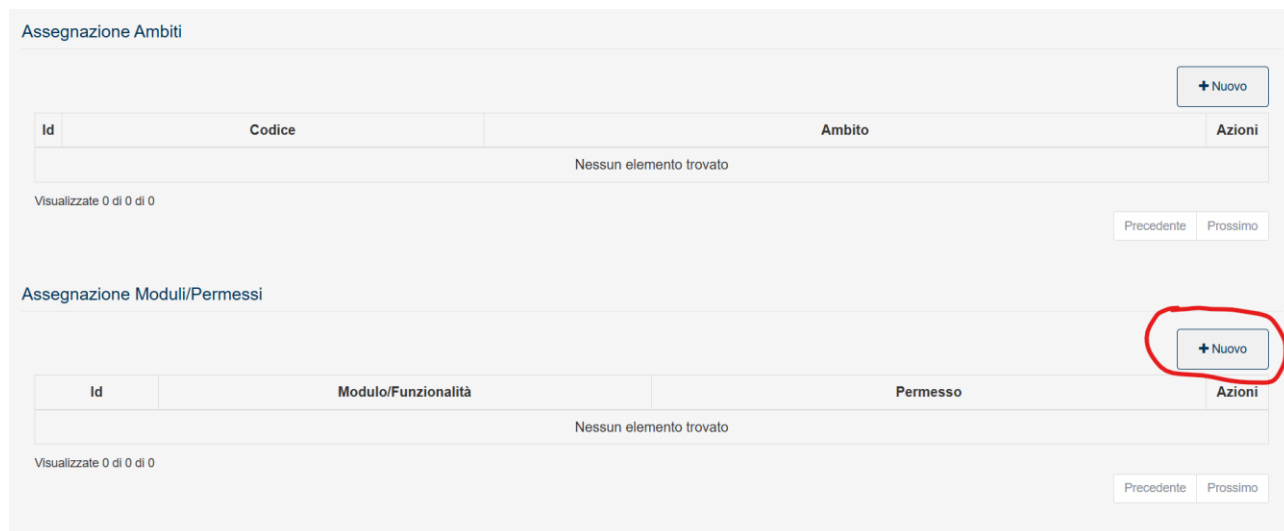 Assegnazione Ambiti
+ Nuovo
Id Codice Ambito Azioni
Nessun elemento trovato
Visualizzate 0 di 0 di 0
Precedente Prossimo
Assegnazione Moduli/Permessi
+ Nuovo
Id Modulo/Funzionalità Permesso Azioni
Nessun elemento trovato
Visualizzate 0 di 0 di 0
Precedente Prossimo